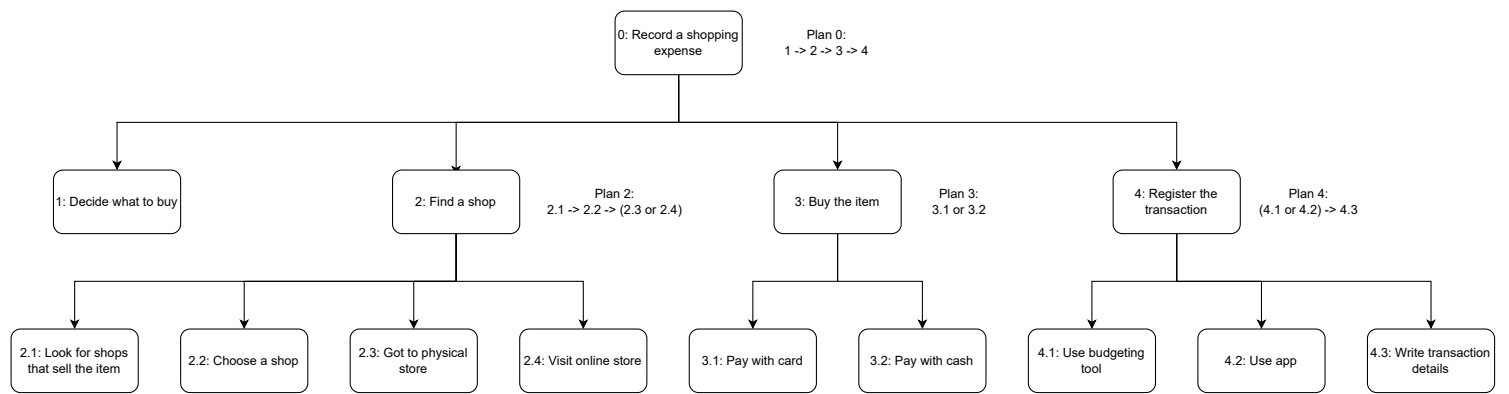 0: Record a shopping
expense
Plan 0:
1 -> 2 -> 3 -> 4
1: Decide what to buy
2: Find a shop
Plan 2:
2.1 -> 2.2 -> (2.3 or 2.4)
3: Buy the item
Plan 3:
3.1 or 3.2
4: Register the
transaction
Plan 4:
(4.1 or 4.2) -> 4.3
2.1: Look for shops
that sell the item
2.2: Choose a shop
2.3: Got to physical
store
2.4: Visit online store
3.1: Pay with card
3.2: Pay with cash
4.1: Use budgeting
tool
4.2: Use app
4.3: Write transaction
details